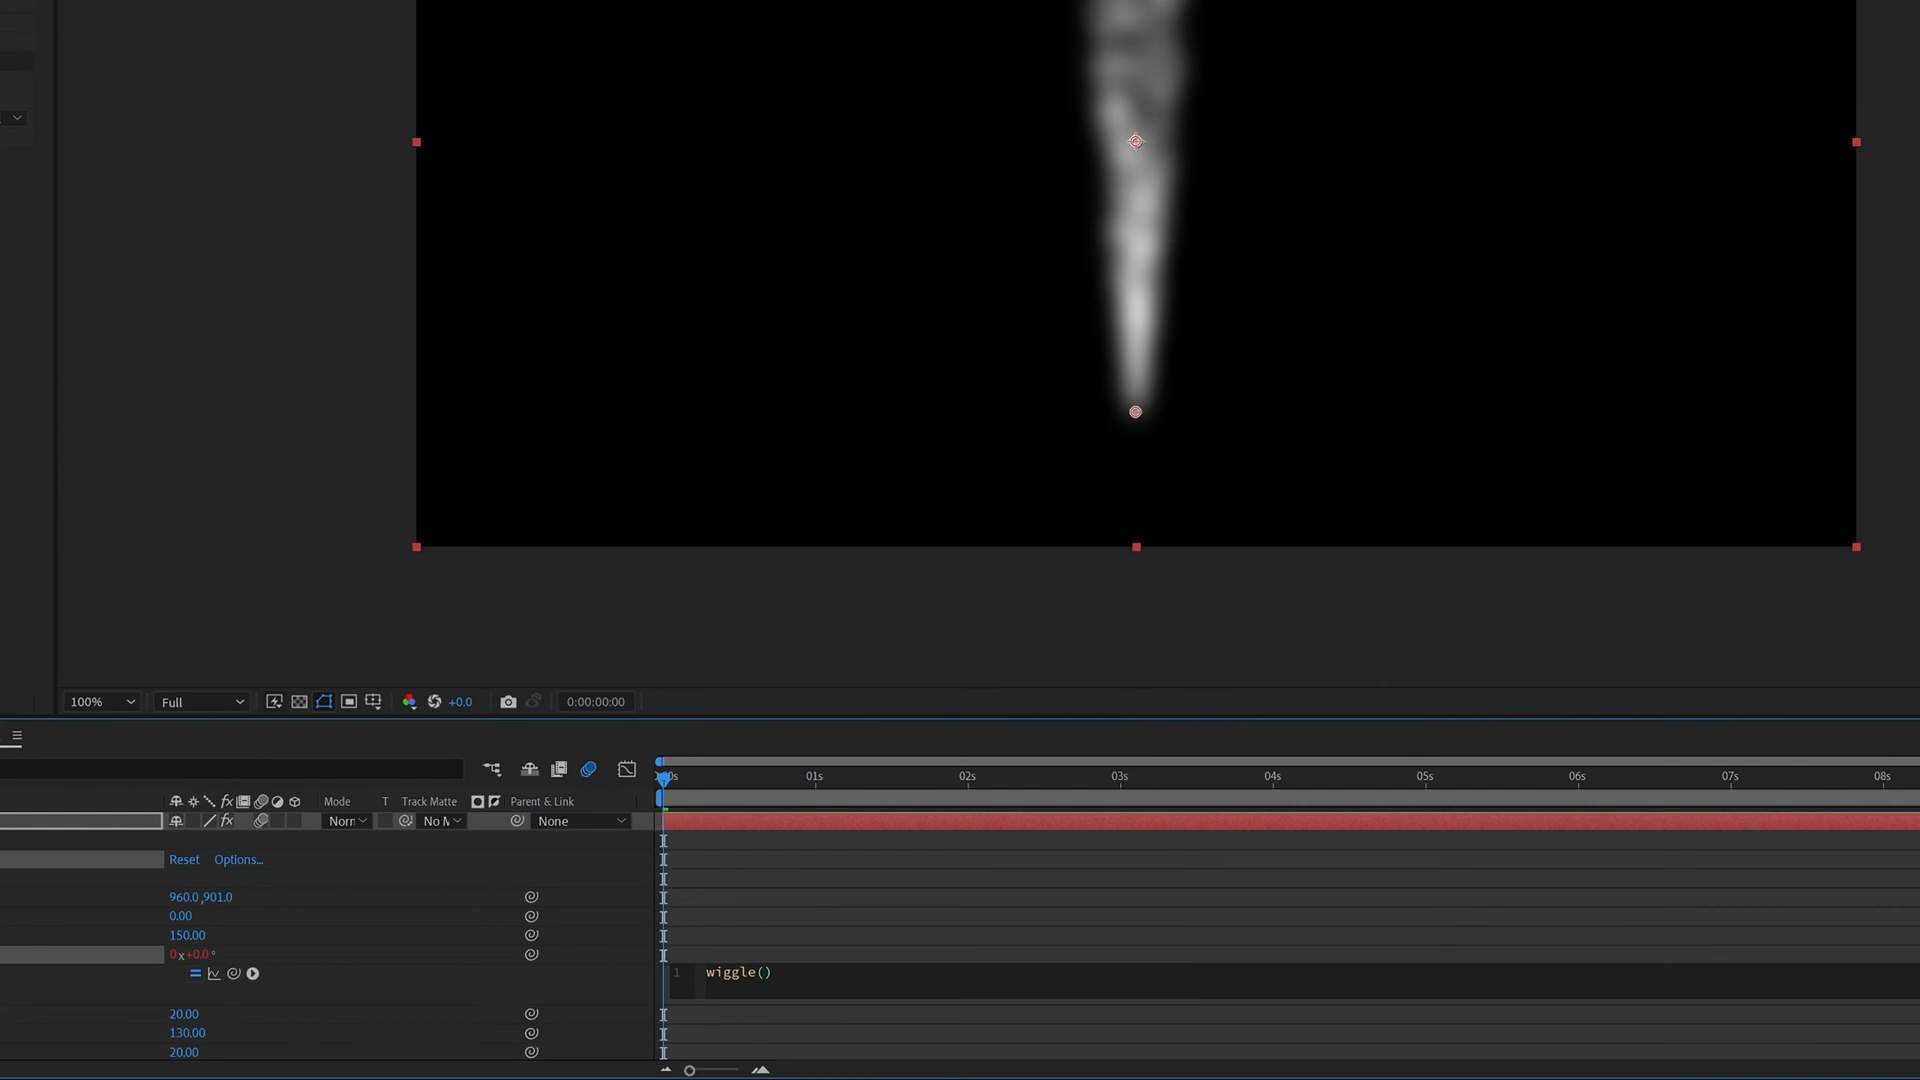 100%
Full
+0.0
0:00:00:00
0s 01s 02s 03s 04s 05s 06s 07s 08s
fx Mode T Track Matte Parent & Link
fx Norr No M None
Reset Options...
960.0,901.0
0.00
150.00
0x+0.0°
1 wiggle()
20.00
130.00
20.00